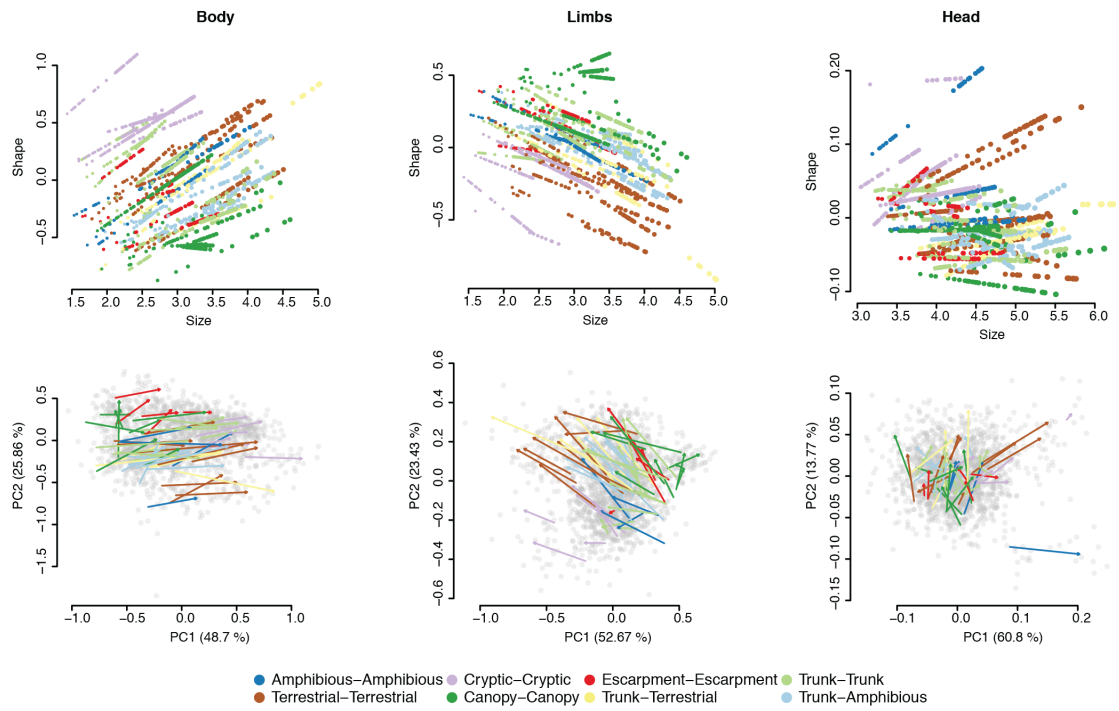 Body
Limbs
Head
Shape
−0.5
0.0
0.5
1.0
1.5
2.0
2.5
3.0
3.5
4.0
4.5
5.0
Size
Shape
−0.5
0.0
0.5
1.5
2.0
2.5
3.0
3.5
4.0
4.5
5.0
Size
Shape
−0.10
0.00
0.10
0.20
3.0
3.5
4.0
4.5
5.0
5.5
6.0
Size
PC2 (25.86 %)
−1.5
−1.0
−0.5
0.0
0.5
−1.0
−0.5
0.0
0.5
1.0
PC1 (48.7 %)
PC2 (23.43 %)
−0.6
−0.4
−0.2
0.0
0.2
0.4
0.6
−1.0
−0.5
0.0
0.5
PC1 (52.67 %)
PC2 (13.77 %)
−0.15
−0.10
−0.05
0.00
0.05
0.10
−0.1
0.0
0.1
0.2
PC1 (60.8 %)
Amphibious−Amphibious
Cryptic−Cryptic
Escarpment−Escarpment
Trunk−Trunk
Terrestrial−Terrestrial
Canopy−Canopy
Trunk−Terrestrial
Trunk−Amphibious